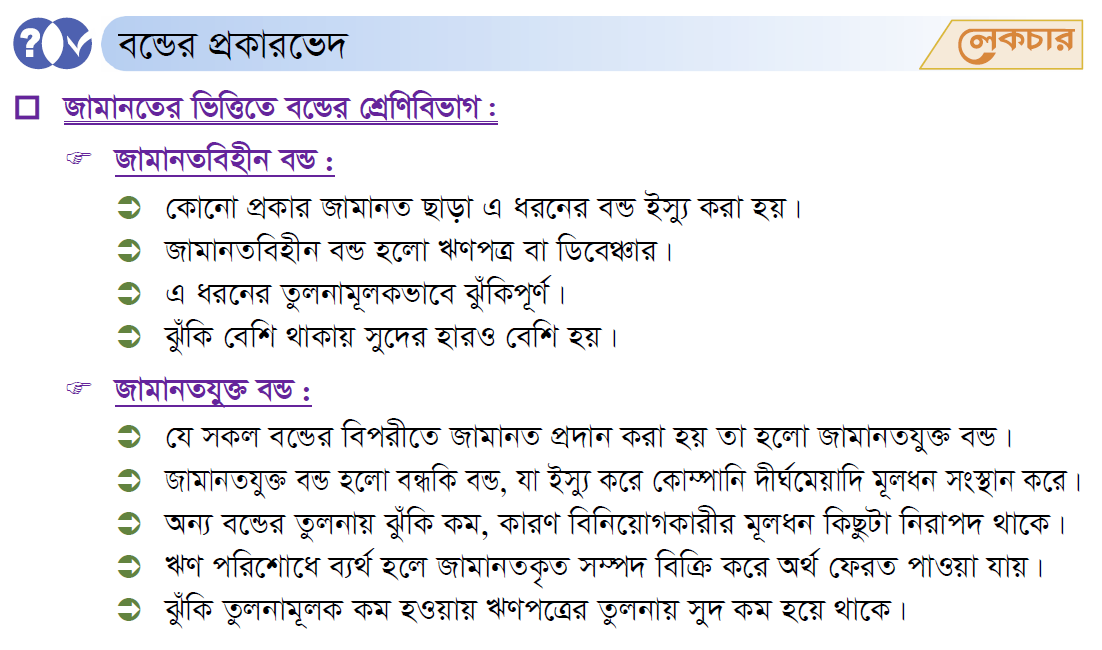 বন্ডের প্রকারভেদ
লেকচার
জামানতের ভিত্তিতে বন্ডের শ্রেণিবিভাগ :
জামানতবিহীন বন্ড :
কোনো প্রকার জামানত ছাড়া এ ধরনের বন্ড ইস্যু করা হয়।
জামানতবিহীন বন্ড হলো ঋণপত্র বা ডিবেঞ্চার।
এ ধরনের তুলনামূলকভাবে ঝুঁকিপূর্ণ।
ঝুঁকি বেশি থাকায় সুদের হারও বেশি হয়।
জামানতযুক্ত বন্ড :
যে সকল বন্ডের বিপরীতে জামানত প্রদান করা হয় তা হলো জামানতযুক্ত বন্ড।
জামানতযুক্ত বন্ড হলো বন্ধকি বন্ড, যা ইস্যু করে কোম্পানি দীর্ঘমেয়াদি মূলধন সংস্থান করে।
অন্য বন্ডের তুলনায় ঝুঁকি কম, কারণ বিনিয়োগকারীর মূলধন কিছুটা নিরাপদ থাকে।
ঋণ পরিশোধে ব্যর্থ হলে জামানতকৃত সম্পদ বিক্রি করে অর্থ ফেরত পাওয়া যায়।
ঝুঁকি তুলনামূলক কম হওয়ায় ঋণপত্রের তুলনায় সুদ কম হয়ে থাকে।